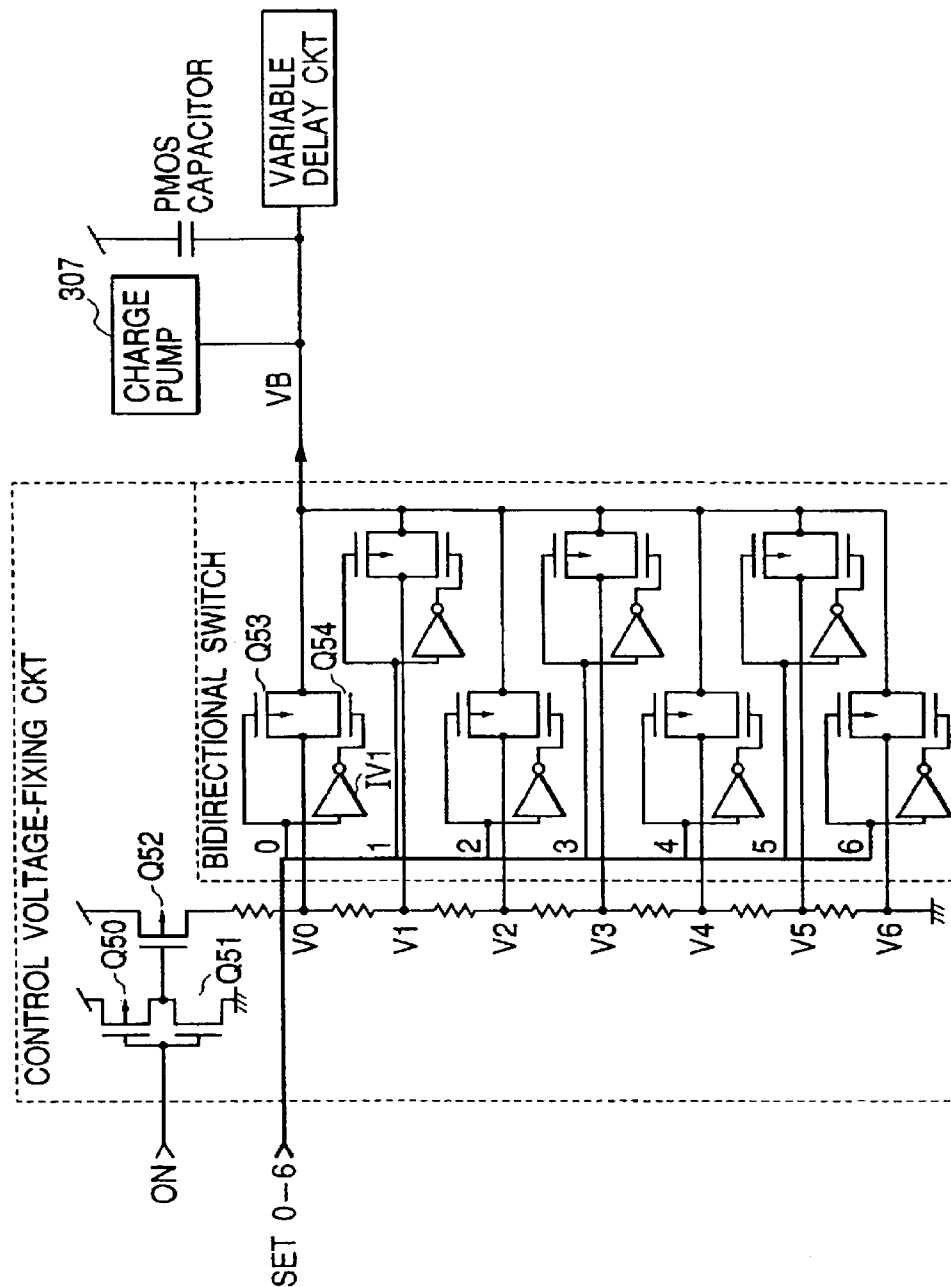 CONTROL VOLTAGE-FIXING CKT
ON
SET 0-6
Q50
Q51
Q52
BIDIRECTIONAL SWITCH
Q53
Q54
IV1
0
1
2
3
4
5
6
V0
V1
V2
V3
V4
V5
V6
VB
307
CHARGE
PUMP
PMOS
CAPACITOR
VARIABLE
DELAY CKT